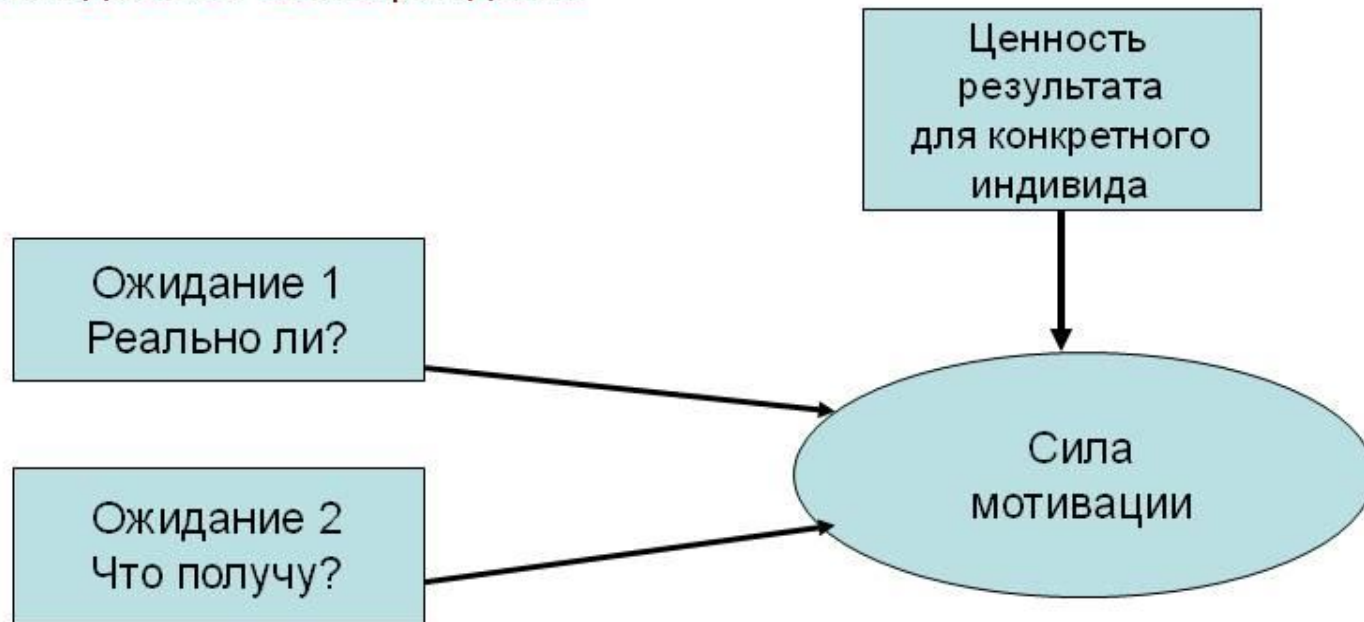 Ценность
результата
для конкретного
индивида
Ожидание 1
Реально ли?
Ожидание 2
Что получу?
Сила
мотивации